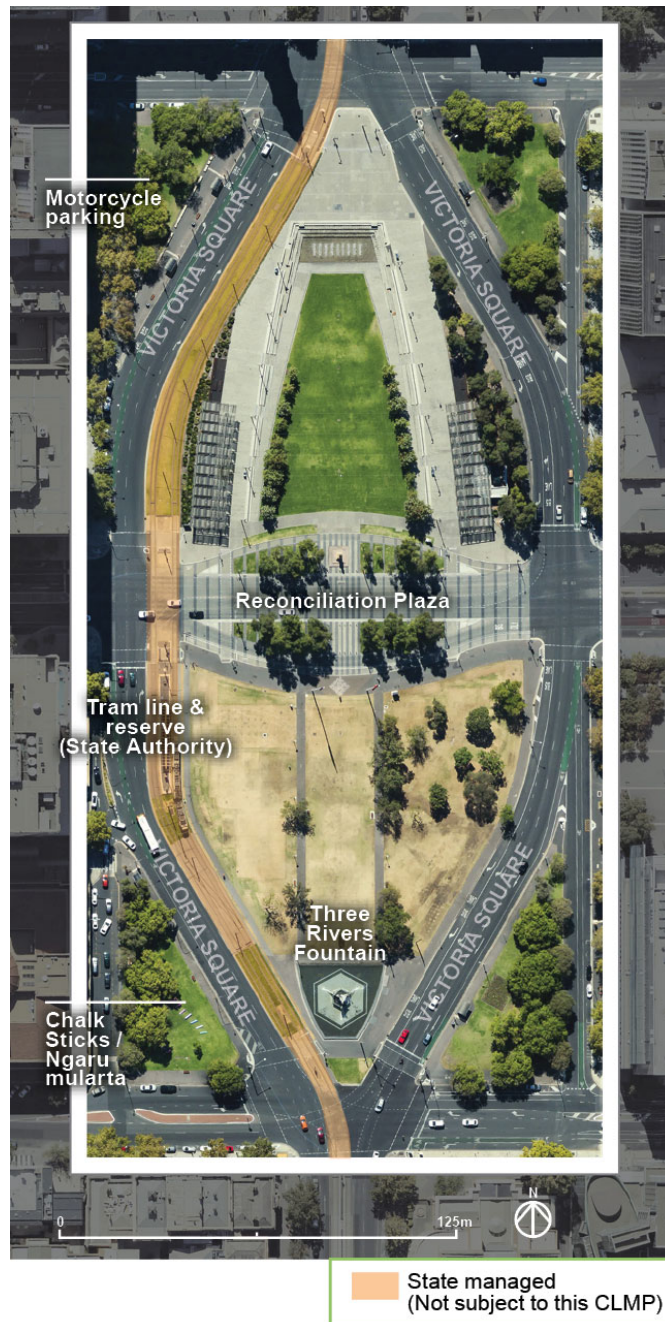 Motorcycle
parking
VICTORIA SQUARE
VICTORIA SQUARE
Reconciliation Plaza
Tram line &
reserve
(State Authority)
VICTORIA SQUARE
VICTORIA SQUARE
Three
Rivers
Fountain
Chalk
Sticks /
Ngaru
mularta
0
125m
N
State managed
(Not subject to this CLMP)